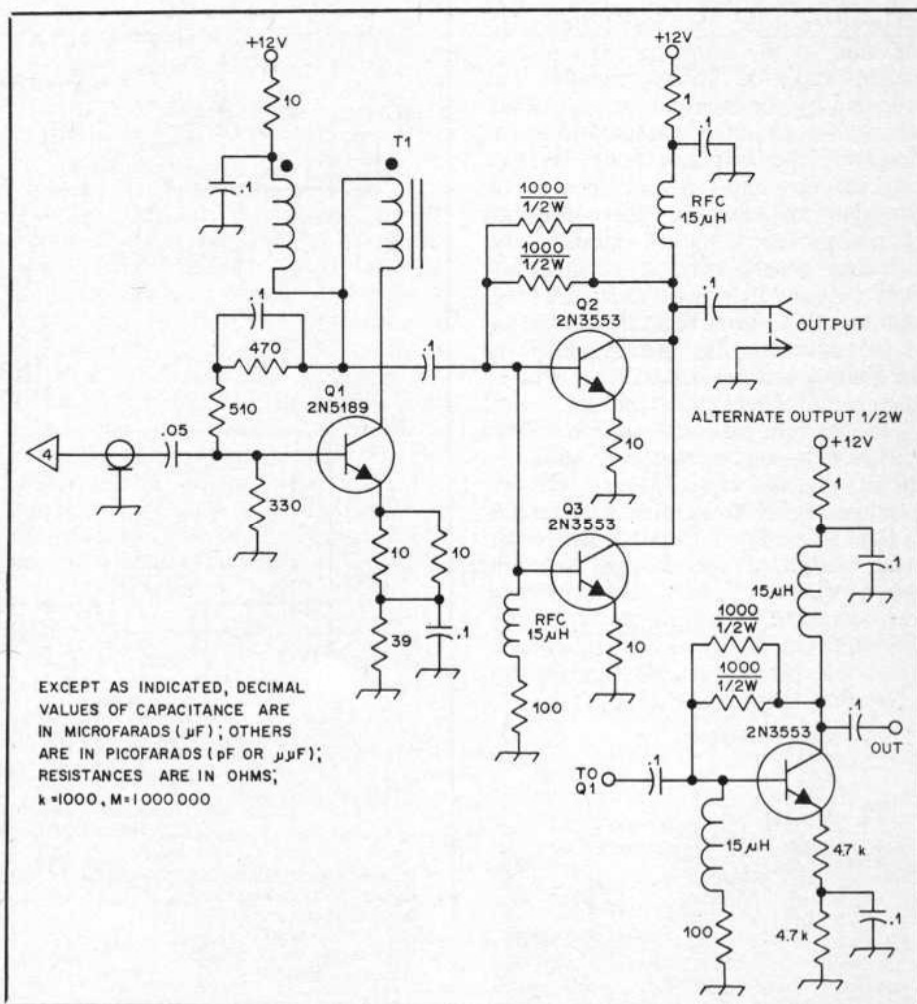 +12V
10
.1
T1
.1
470
510
4
.05
330
Q1
2N5189
10
10
39
.1
.1
+12V
1
.1
RFC
15µH
1000
1/2W
1000
1/2W
Q2
2N3553
.1
OUTPUT
10
Q3
2N3553
10
RFC
15µH
100
ALTERNATE OUTPUT 1/2W
+12V
1
.1
15µH
1000
1/2W
1000
1/2W
2N3553
.1
OUT
TO
Q1
.1
15µH
100
4.7 k
4.7 k
.1
EXCEPT AS INDICATED, DECIMAL
VALUES OF CAPACITANCE ARE
IN MICROFARADS (µF); OTHERS
ARE IN PICOFARADS (pF OR µµF);
RESISTANCES ARE IN OHMS;
k=1000, M=1 000 000